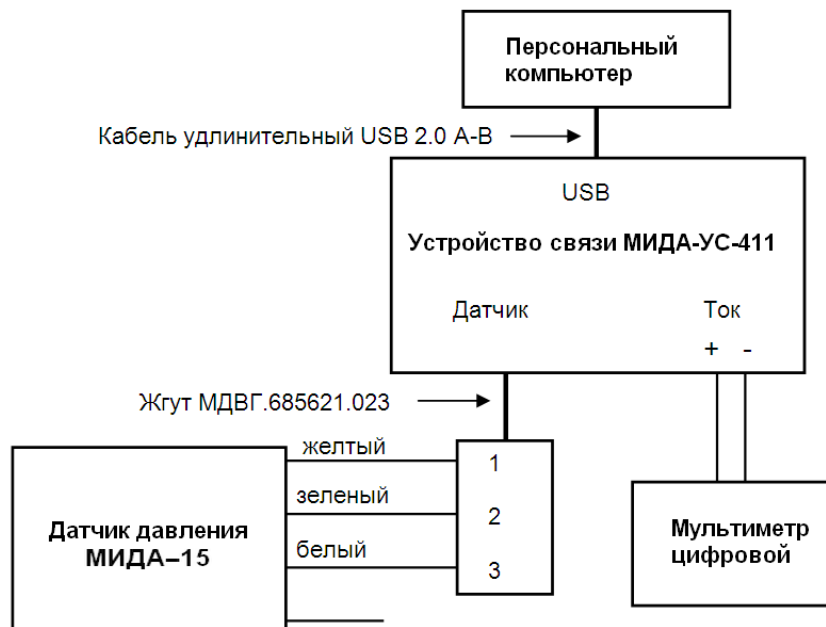 Персональный
компьютер
Кабель удлинительный USB 2.0 A-B
USB
Устройство связи МИДА-УС-411
Датчик Ток
+ -
Жгут МДВГ.685621.023
желтый
1
зеленый
2
белый
3
Датчик давления
МИДА–15
Мультиметр
цифровой